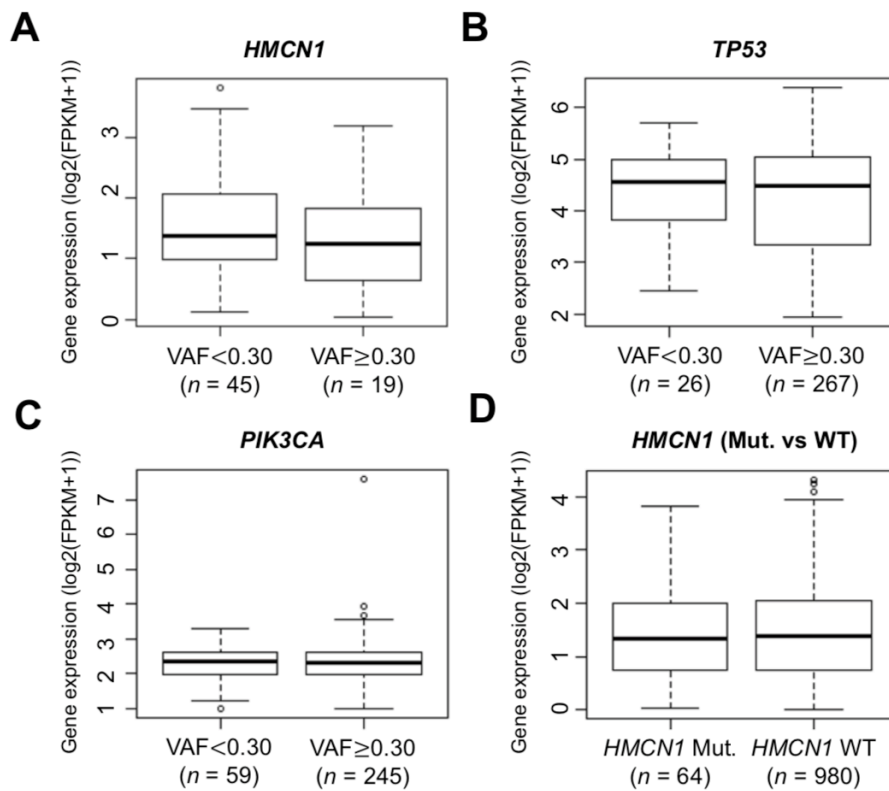 A
HMCN1
Gene expression (log2(FPKM+1))
3
2
1
0
VAF<0.30
(n = 45)
VAF≥0.30
(n = 19)
B
TP53
Gene expression (log2(FPKM+1))
6
5
4
3
2
VAF<0.30
(n = 26)
VAF≥0.30
(n = 267)
C
PIK3CA
Gene expression (log2(FPKM+1))
7
6
5
4
3
2
1
VAF<0.30
(n = 59)
VAF≥0.30
(n = 245)
D
HMCN1 (Mut. vs WT)
Gene expression (log2(FPKM+1))
4
3
2
1
0
HMCN1 Mut.
(n = 64)
HMCN1 WT
(n = 980)